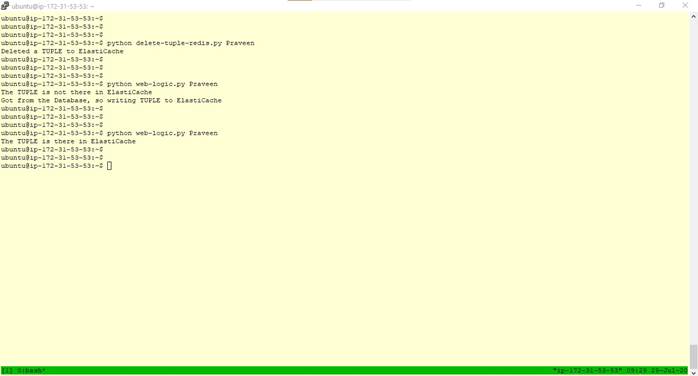 ubuntu@ip-172-31-53-53: ~
ubuntu@ip-172-31-53-53:~$
ubuntu@ip-172-31-53-53:~$
ubuntu@ip-172-31-53-53:~$
ubuntu@ip-172-31-53-53:~$ python delete-tuple-redis.py Praveen
Deleted a TUPLE to ElastiCache
ubuntu@ip-172-31-53-53:~$
ubuntu@ip-172-31-53-53:~$
ubuntu@ip-172-31-53-53:~$
ubuntu@ip-172-31-53-53:~$ python web-logic.py Praveen
The TUPLE is not there in ElastiCache
Got from the Database, so writing TUPLE to ElastiCache
ubuntu@ip-172-31-53-53:~$
ubuntu@ip-172-31-53-53:~$
ubuntu@ip-172-31-53-53:~$
ubuntu@ip-172-31-53-53:~$ python web-logic.py Praveen
The TUPLE is there in ElastiCache
ubuntu@ip-172-31-53-53:~$
ubuntu@ip-172-31-53-53:~$
ubuntu@ip-172-31-53-53:~$
0:bash* "ip-172-31-53-53"